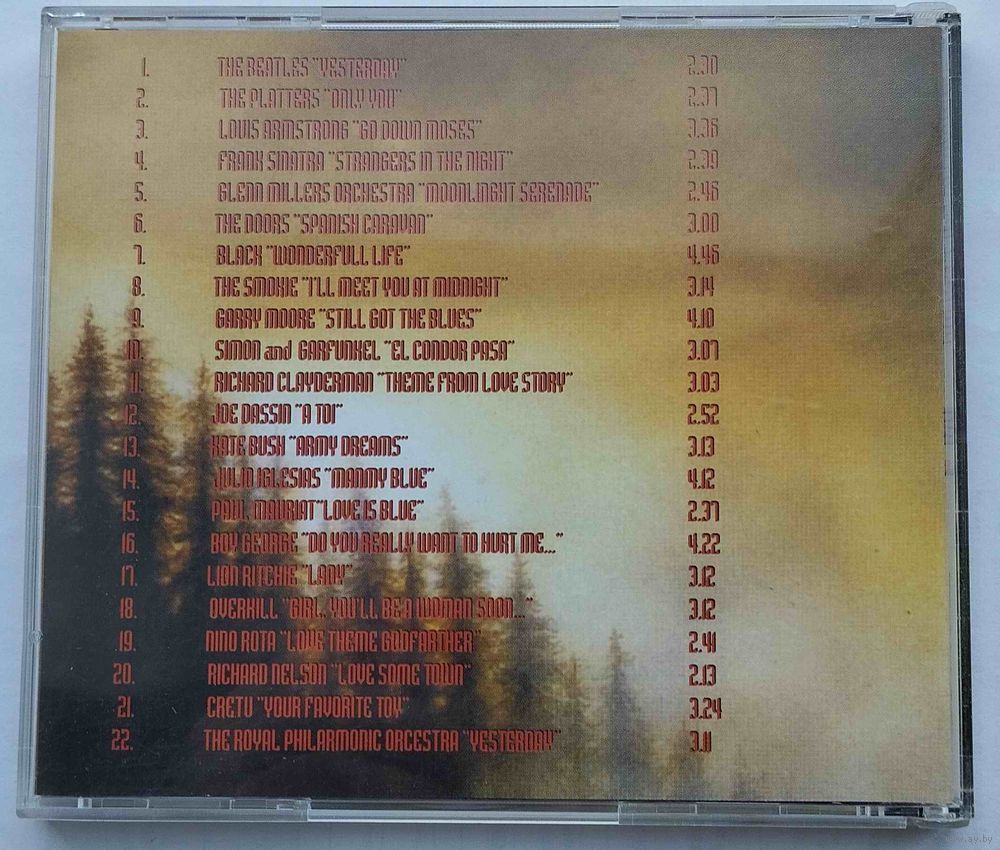 1. THE BEATLES "YESTERDAY" 2.30
2. THE PLATTERS "ONLY YOU" 2.37
3. LOUIS ARMSTRONG "GO DOWN MOSES" 3.36
4. FRANK SINATRA "STRANGERS IN THE NIGHT" 2.39
5. GLENN MILLERS ORCHESTRA "MOONLINGHT SERENADE" 2.46
6. THE DOORS "SPANISH CARAVAN" 3.00
7. BLACK "WONDERFULL LIFE" 4.46
8. THE SMOKIE "I'LL MEET YOU AT MIDNIGHT" 3.14
9. GARRY MOORE "STILL GOT THE BLUES" 4.10
10. SIMON and GARFUNKEL "EL CONDOR PASA" 3.07
11. RICHARD CLAYDERMAN "THEME FROM LOVE STORY" 3.03
12. JOE DASSIN "A TOI" 2.52
13. KATE BUSH "ARMY DREAMS" 3.13
14. JULIO IGLESIAS "MAMMY BLUE" 4.12
15. PAUL. MAURIAT "LOVE IS BLUE" 2.37
16. BOY GEORGE "DO YOU REALLY WANT TO HURT ME..." 4.22
17. LION RITCHIE "LADY" 3.12
18. OVERKILL "GIRL, YOU'LL BE A WOMAN SOON..." 3.12
19. NINO ROTA "LOVE THEME GODFARTHER" 2.41
20. RICHARD NELSON "LOVE SOME TOWN" 2.13
21. CRETU "YOUR FAVORITE TOY" 3.24
22. THE ROYAL PHILARMONIC ORCESTRA "YESTERDAY" 3.11
ay.by